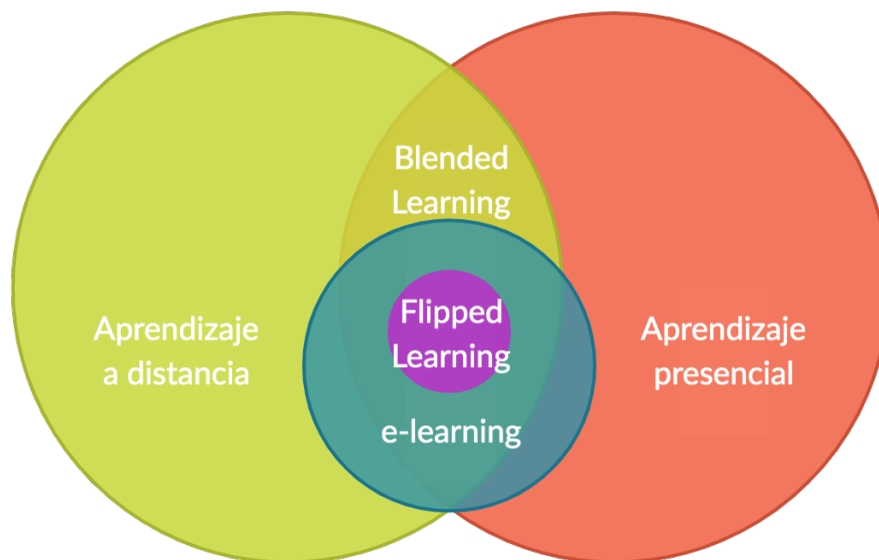 Blended
Learning
Flipped
Learning
Aprendizaje
a distancia
Aprendizaje
presencial
e-learning